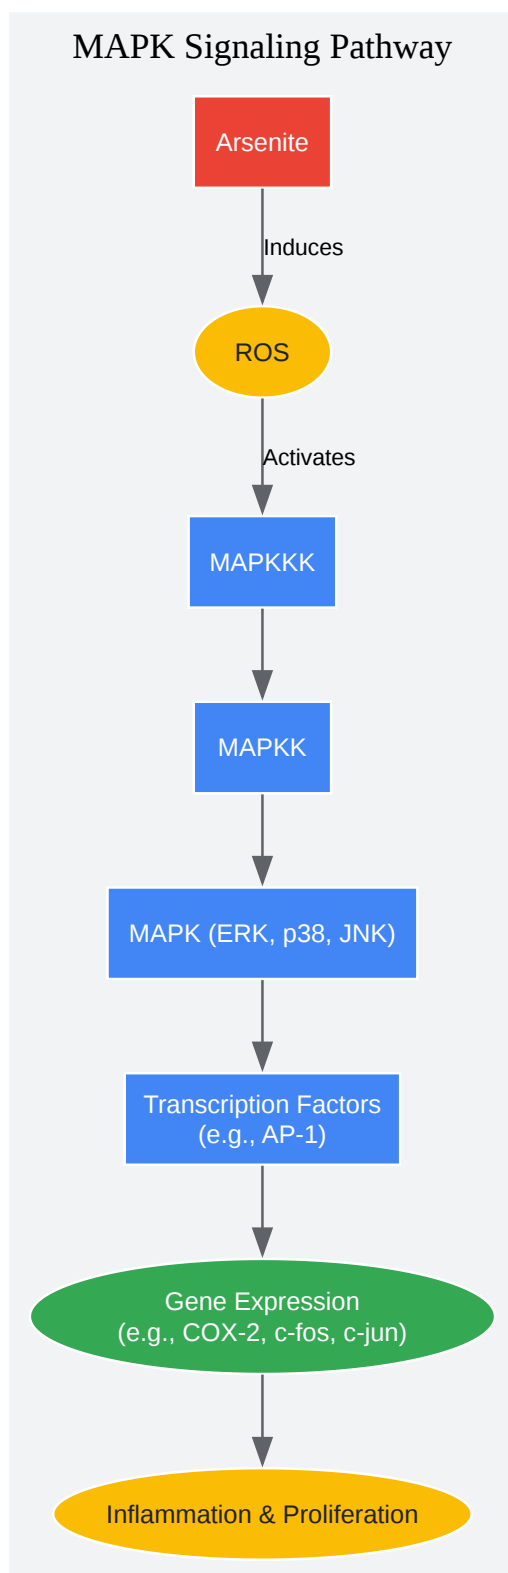 MAPK Signaling Pathway
Arsenite
Induces
ROS
Activates
MAPKKK
MAPKK
MAPK (ERK, p38, JNK)
Transcription Factors
(e.g., AP-1)
Gene Expression
(e.g., COX-2, c-fos, c-jun)
Inflammation & Proliferation